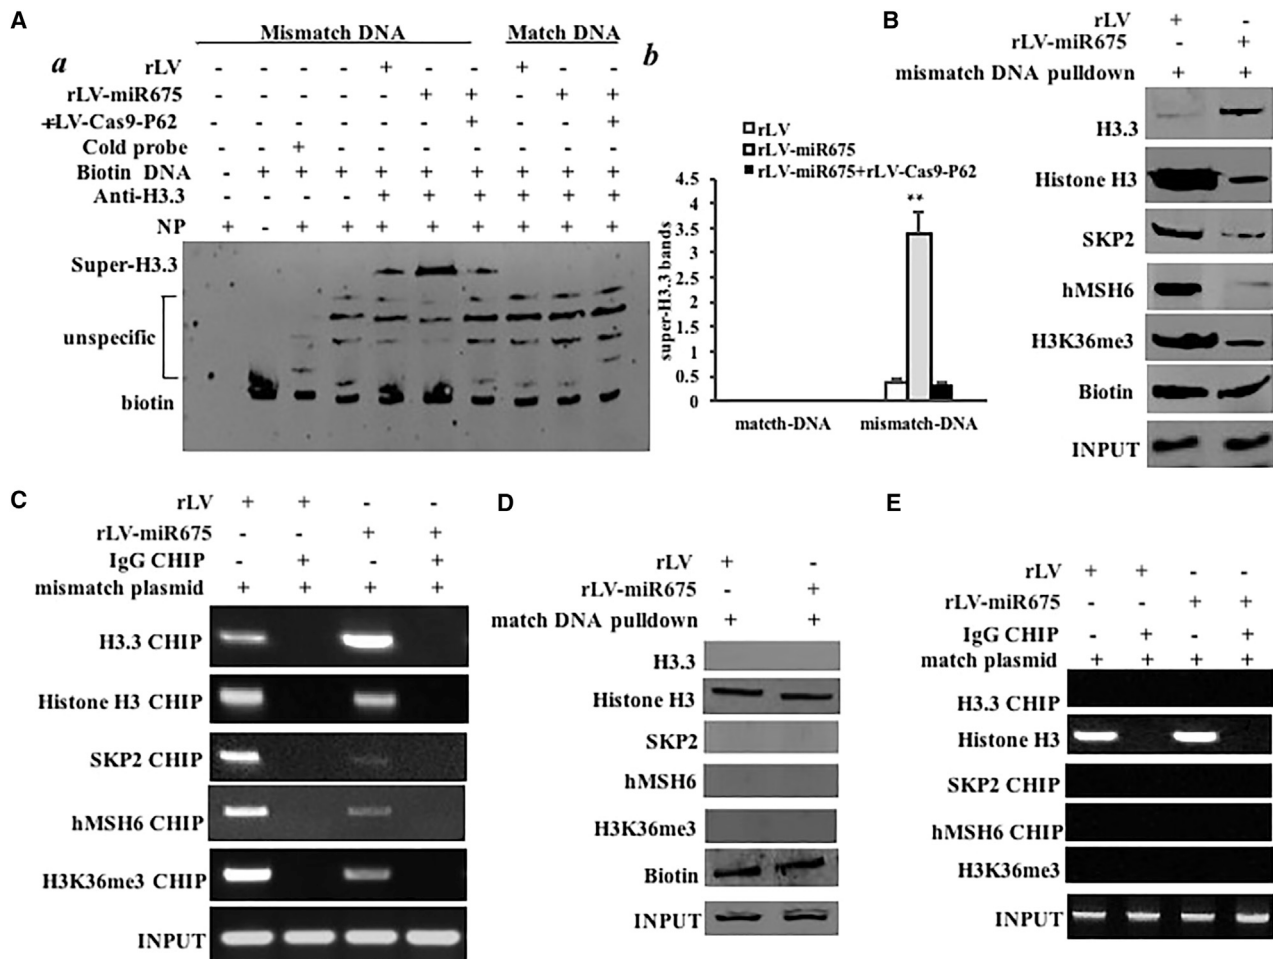 A
Mismatch DNA Match DNA
a
rLV - - - - + - - + - -
rLV-miR675 - - - - - + + - + +
+rLV-Cas9-P62 - - - - - - + - - +
Cold probe - - + - - - - - - -
Biotin DNA - + + + + + + + + +
Anti-H3.3 - - - - + + + + + +
NP + - + + + + + + + +
Super-H3.3
unspecific
biotin
b
rLV
rLV-miR675
rLV-miR675+rLV-Cas9-P62
super-H3.3 bands
4.5
4
3.5
3
2.5
2
1.5
1
0.5
0
**
matcth-DNA mismatch-DNA
B
rLV + -
rLV-miR675 - +
mismatch DNA pulldown + +
H3.3
Histone H3
SKP2
hMSH6
H3K36me3
Biotin
INPUT
C
rLV + + - -
rLV-miR675 - - + +
IgG CHIP - + - +
mismatch plasmid + + + +
H3.3 CHIP
Histone H3 CHIP
SKP2 CHIP
hMSH6 CHIP
H3K36me3 CHIP
INPUT
D
rLV + -
rLV-miR675 - +
match DNA pulldown + +
H3.3
Histone H3
SKP2
hMSH6
H3K36me3
Biotin
INPUT
E
rLV + + - -
rLV-miR675 - - + +
IgG CHIP - + - +
match plasmid + + + +
H3.3 CHIP
Histone H3
SKP2 CHIP
hMSH6 CHIP
H3K36me3
INPUT